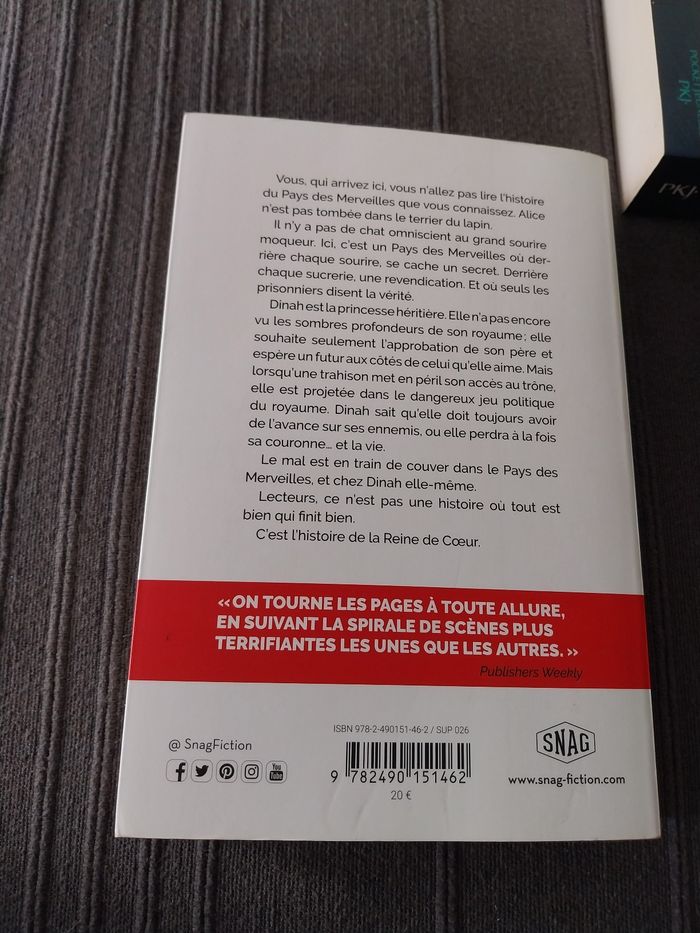 Vous, qui arrivez ici, vous n'allez pas lire l'histoire
du Pays des Merveilles que vous connaissez. Alice
n'est pas tombée dans le terrier du lapin.
Il n'y a pas de chat omniscient au grand sourire
moqueur. Ici, c'est un Pays des Merveilles où der-
rière chaque sourire, se cache un secret. Derrière
chaque sucrerie, une revendication. Et où seuls les
prisonniers disent la vérité.
Dinah est la princesse héritière. Elle n'a pas encore
vu les sombres profondeurs de son royaume ; elle
souhaite seulement l'approbation de son père et
espère un futur aux côtés de celui qu'elle aime. Mais
lorsqu'une trahison met en péril son accès au trône,
elle est projetée dans le dangereux jeu politique
du royaume. Dinah sait qu'elle doit toujours avoir
de l'avance sur ses ennemis, ou elle perdra à la fois
sa couronne… et la vie.
Le mal est en train de couver dans le Pays des
Merveilles, et chez Dinah elle-même.
Lecteurs, ce n'est pas une histoire où tout est
bien qui finit bien.
C'est l'histoire de la Reine de Cœur.
« ON TOURNE LES PAGES À TOUTE ALLURE,
EN SUIVANT LA SPIRALE DE SCÈNES PLUS
TERRIFIANTES LES UNES QUE LES AUTRES. »
Publishers Weekly
@ SnagFiction
You
Tube
ISBN 978-2-490151-46-2 / SUP 026
9 782490 151462
20 €
SNAG
www.snag-fiction.com
PKJ